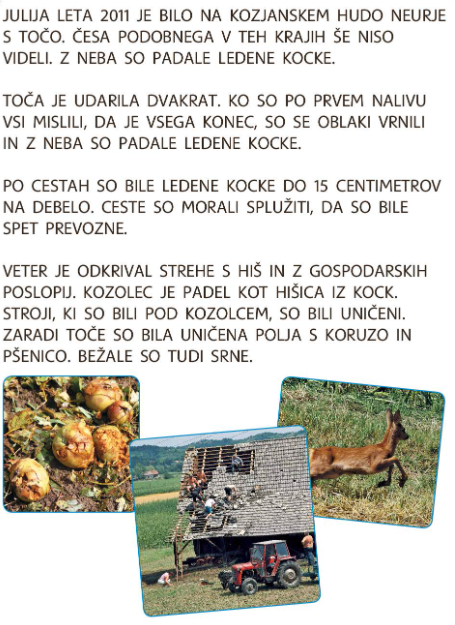 JULIJA LETA 2011 JE BILO NA KOZJANSKEM HUDO NEURJE
S TOČO. ČESA PODOBNEGA V TEH KRAJIH ŠE NISO
VIDELI. Z NEBA SO PADALE LEDENE KOCKE.
TOČA JE UDARILA DVAKRAT. KO SO PO PRVEM NALIVU
VSI MISLILI, DA JE VSEGA KONEC, SO SE OBLAKI VRNILI
IN Z NEBA SO PADALE LEDENE KOCKE.
PO CESTAH SO BILE LEDENE KOCKE DO 15 CENTIMETROV
NA DEBELO. CESTE SO MORALI SPLUŽITI, DA SO BILE
SPET PREVOZNE.
VETER JE ODKRIVAL STREHE S HIŠ IN Z GOSPODARSKIH
POSLOPIJ. KOZOLEC JE PADEL KOT HIŠICA IZ KOCK.
STROJI, KI SO BILI POD KOZOLCEM, SO BILI UNIČENI.
ZARADI TOČE SO BILA UNIČENA POLJA S KORUZO IN
PŠENICO. BEŽALE SO TUDI SRNE.